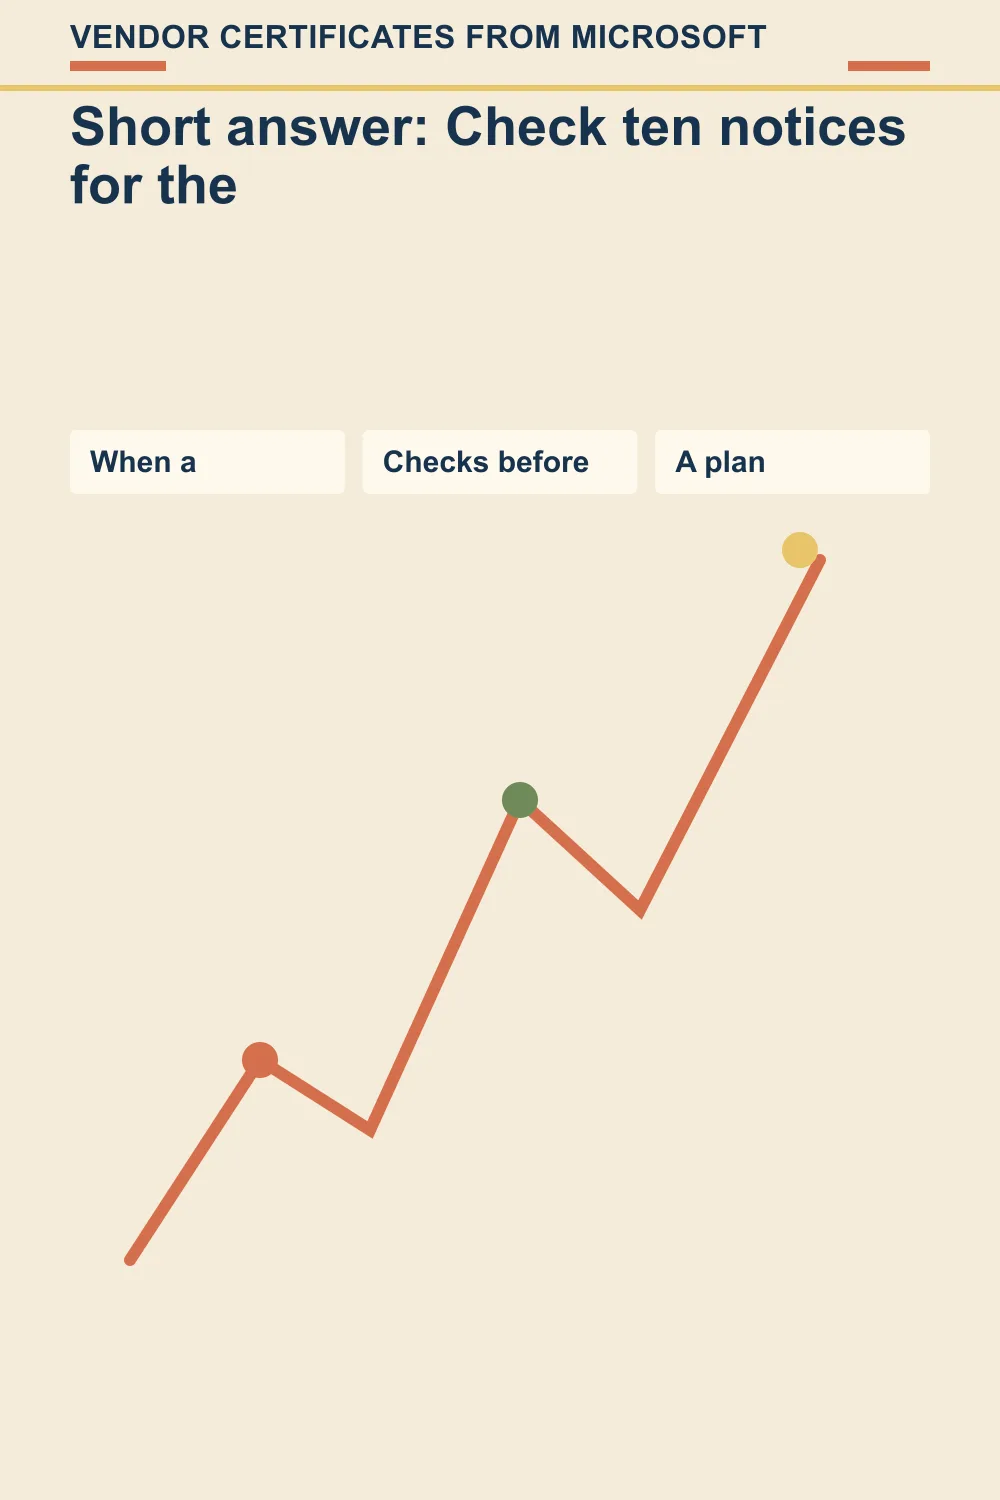 VENDOR CERTIFICATES FROM MICROSOFT
Short answer: Check ten notices
for the
When a
Checks before
A plan